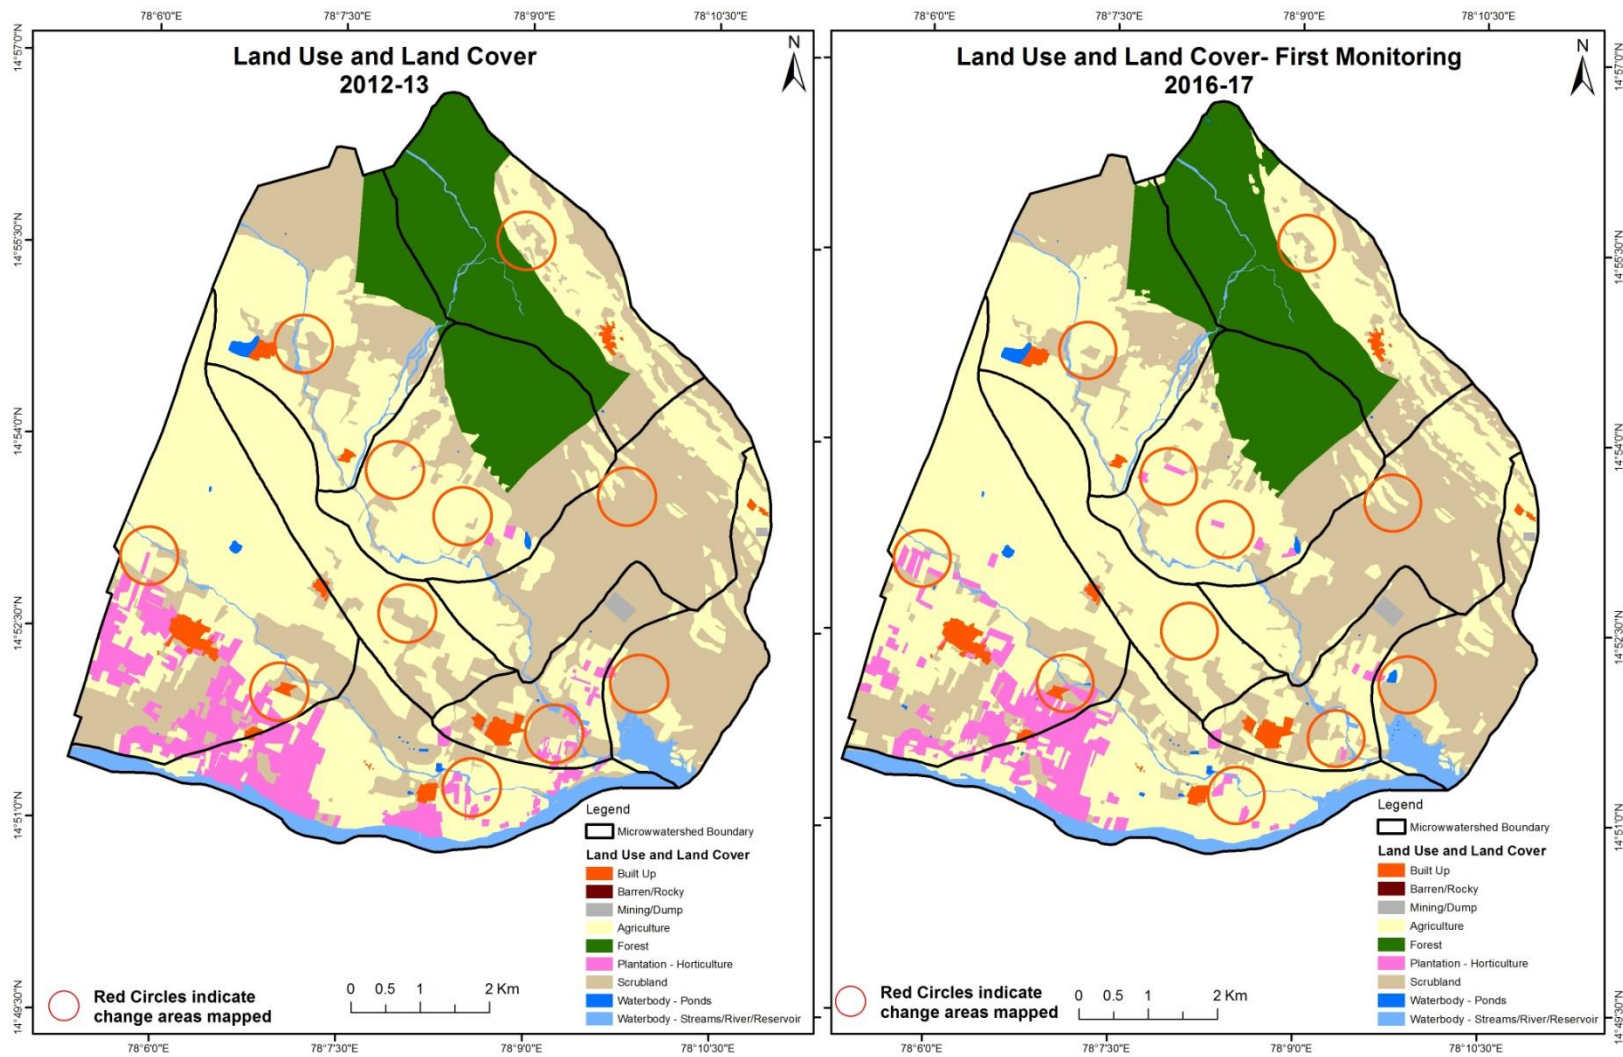 78°6'0"E 78°7'30"E 78°9'0"E 78°10'30"E
14°57'0"N
14°55'30"N
14°54'0"N
14°52'30"N
14°51'0"N
14°49'30"N
Land Use and Land Cover
2012-13
N
Legend
Microwwatershed Boundary
Land Use and Land Cover
Built Up
Barren/Rocky
Mining/Dump
Agriculture
Forest
Plantation - Horticulture
Scrubland
Waterbody - Ponds
Waterbody - Streams/River/Reservoir
Red Circles indicate
change areas mapped
0 0.5 1 2 Km
78°6'0"E 78°7'30"E 78°9'0"E 78°10'30"E
78°6'0"E 78°7'30"E 78°9'0"E 78°10'30"E
Land Use and Land Cover- First Monitoring
2016-17
N
Legend
Microwwatershed Boundary
Land Use and Land Cover
Built Up
Barren/Rocky
Mining/Dump
Agriculture
Forest
Plantation - Horticulture
Scrubland
Waterbody - Ponds
Waterbody - Streams/River/Reservoir
Red Circles indicate
change areas mapped
0 0.5 1 2 Km
14°57'0"N
14°55'30"N
14°54'0"N
14°52'30"N
14°51'0"N
14°49'30"N
78°6'0"E 78°7'30"E 78°9'0"E 78°10'30"E